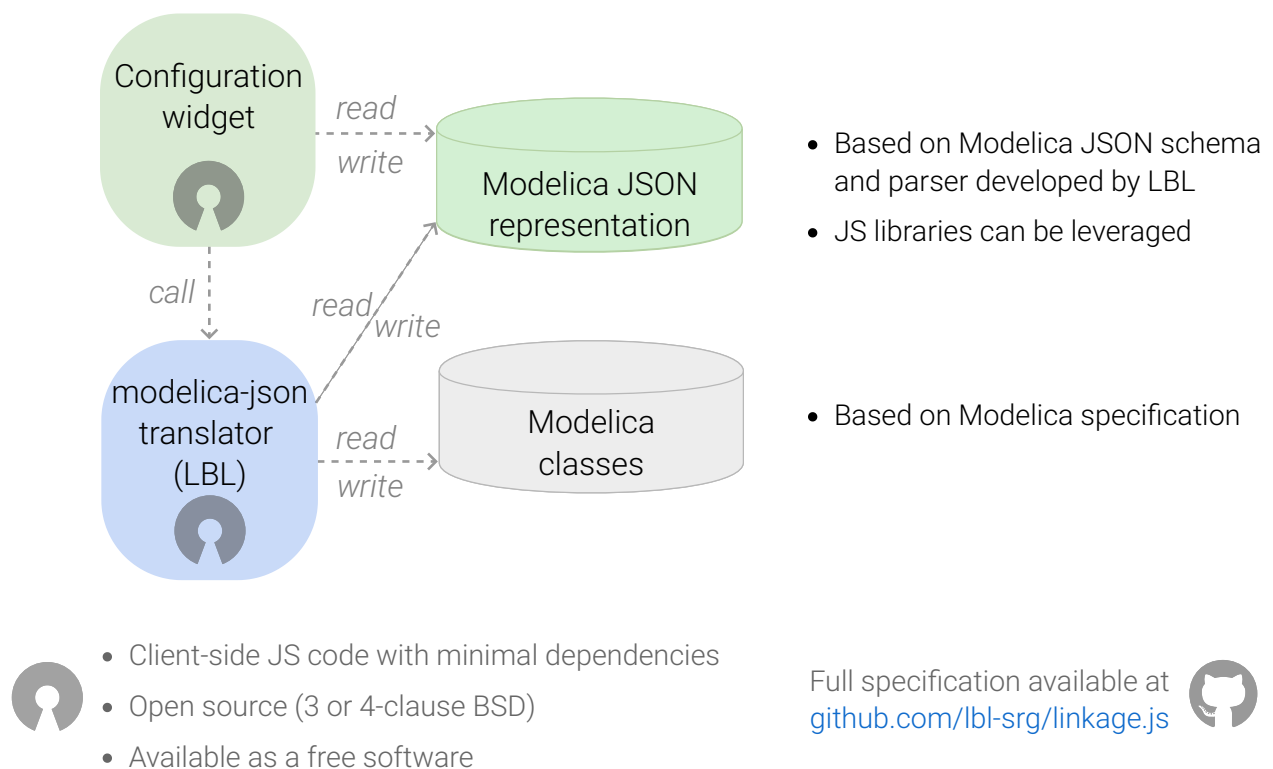 Configuration
widget
read
write
Modelica JSON
representation
• Based on Modelica JSON schema
and parser developed by LBL
• JS libraries can be leveraged
call
read
write
modelica-json
translator
(LBL)
read
write
Modelica
classes
• Based on Modelica specification
• Client-side JS code with minimal dependencies
• Open source (3 or 4-clause BSD)
• Available as a free software
Full specification available at
github.com/lbl-srg/linkage.js